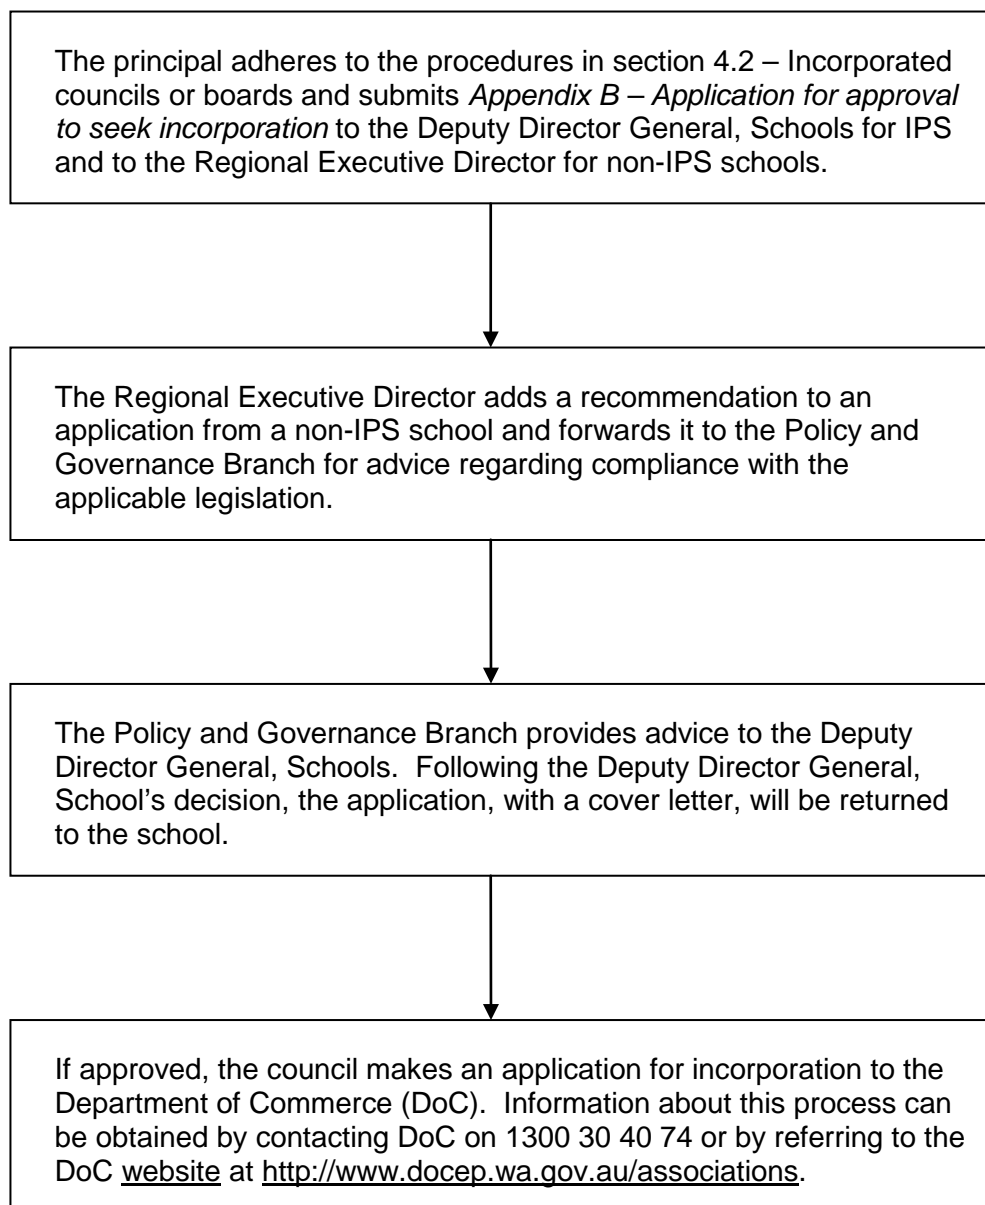 The principal adheres to the procedures in section 4.2 – Incorporated
councils or boards and submits Appendix B – Application for approval
to seek incorporation to the Deputy Director General, Schools for IPS
and to the Regional Executive Director for non-IPS schools.
The Regional Executive Director adds a recommendation to an
application from a non-IPS school and forwards it to the Policy and
Governance Branch for advice regarding compliance with the
applicable legislation.
The Policy and Governance Branch provides advice to the Deputy
Director General, Schools.  Following the Deputy Director General,
School's decision, the application, with a cover letter, will be returned
to the school.
If approved, the council makes an application for incorporation to the
Department of Commerce (DoC).  Information about this process can
be obtained by contacting DoC on 1300 30 40 74 or by referring to the
DoC website at http://www.docep.wa.gov.au/associations.